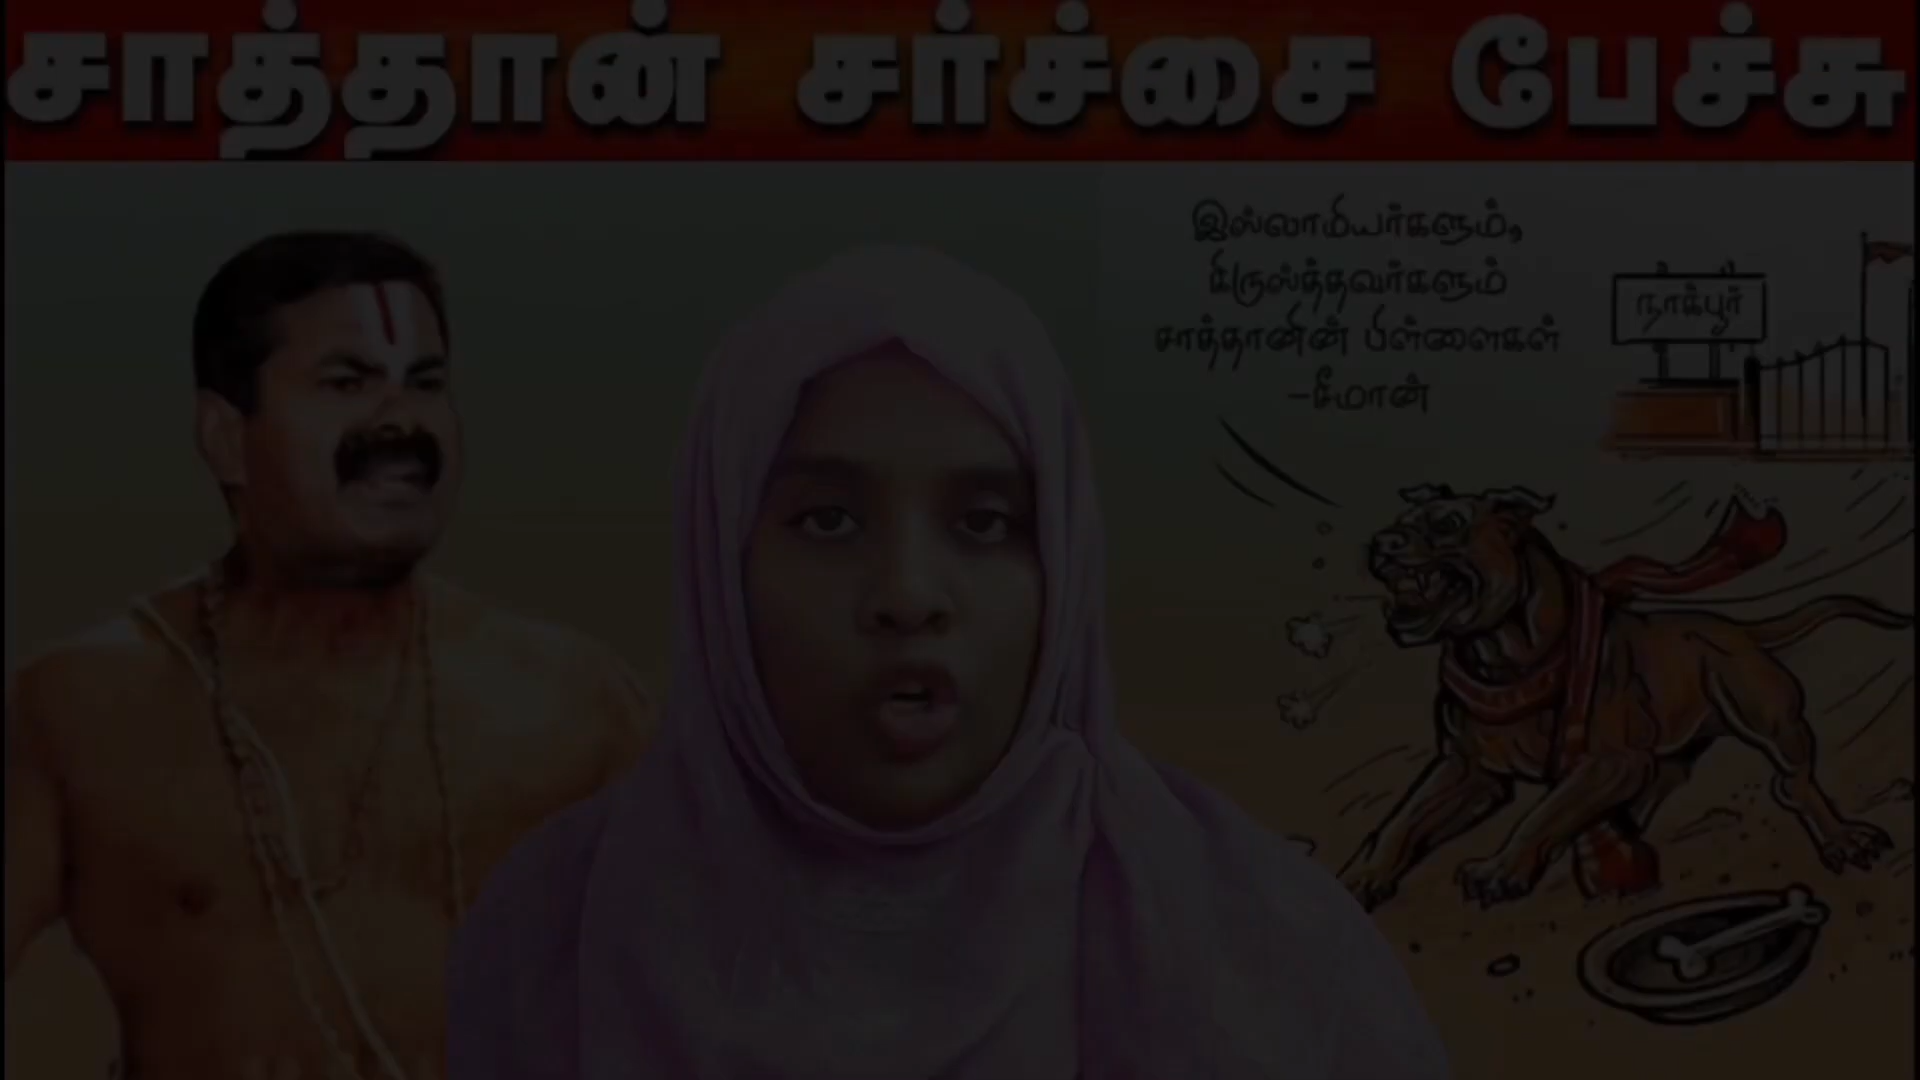 சாத்தான் சர்ச்சை பேச்சு
இஸ்லாமியர்களும்,
கிருஸ்த்தவர்களும்
சாத்தானின் பிள்ளைகள்
-சீமான்
நாக்பூர்